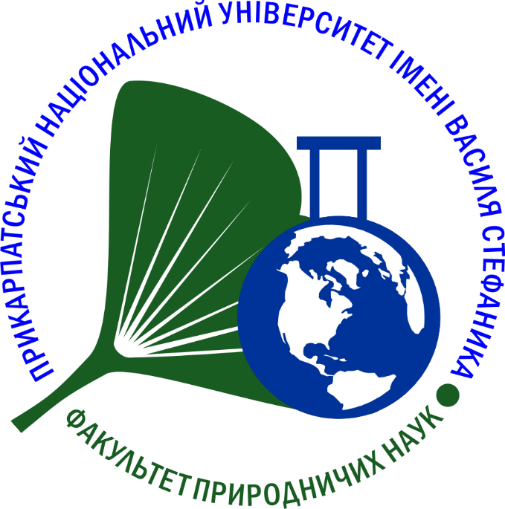 ПРИКАРПАТСЬКИЙ НАЦІОНАЛЬНИЙ УНІВЕРСИТЕТ ІМЕНІ ВАСИЛЯ СТЕФАНИКА
ФАКУЛЬТЕТ ПРИРОДНИЧИХ НАУК